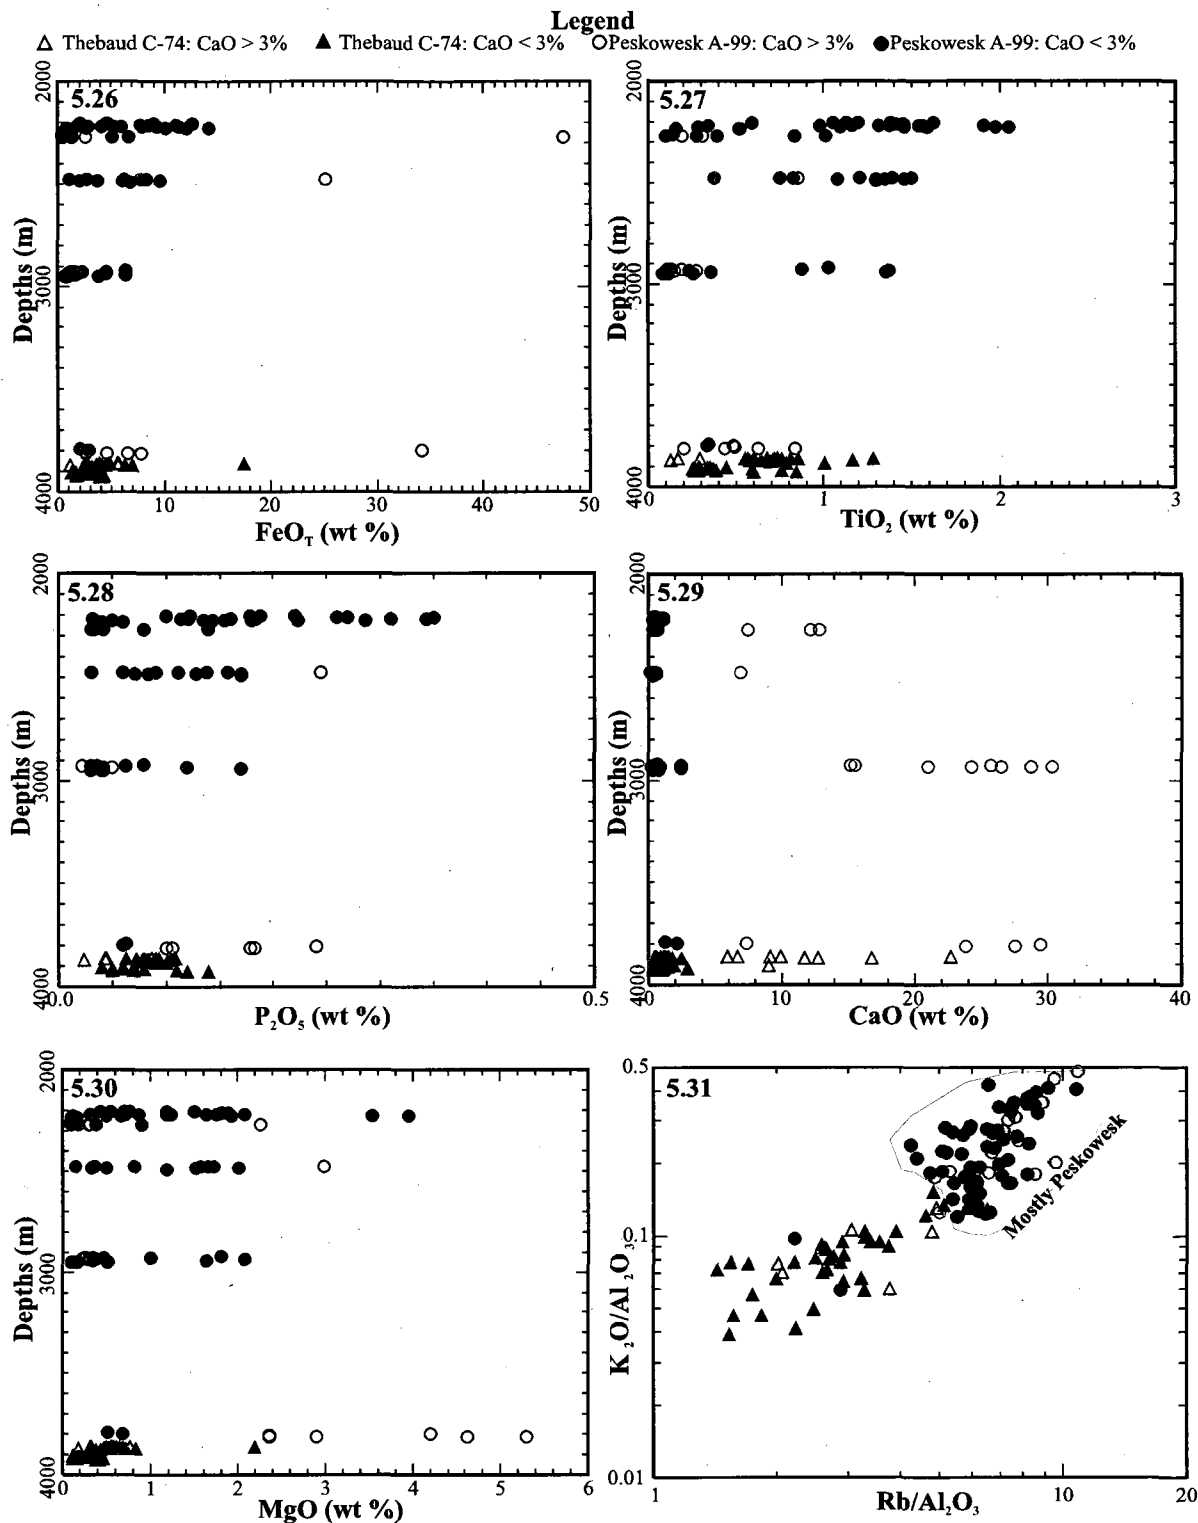 Legend
Thebaud C-74: CaO > 3% Thebaud C-74: CaO < 3% Peskowesk A-99: CaO > 3% Peskowesk A-99: CaO < 3%
5.26
2000
3000
4000
Depths (m)
0 10 20 30 40 50
FeO_T (wt %)
5.27
2000
3000
4000
Depths (m)
0 1 2 3
TiO₂ (wt %)
5.28
2000
3000
4000
Depths (m)
0.0 0.5
P₂O₅ (wt %)
5.29
2000
3000
4000
Depths (m)
0 10 20 30 40
CaO (wt %)
5.30
2000
3000
4000
Depths (m)
0 1 2 3 4 5 6
MgO (wt %)
5.31
0.5
0.1
0.01
K₂O/Al₂O₃
Mostly Peskowesk
1 10 20
Rb/Al₂O₃